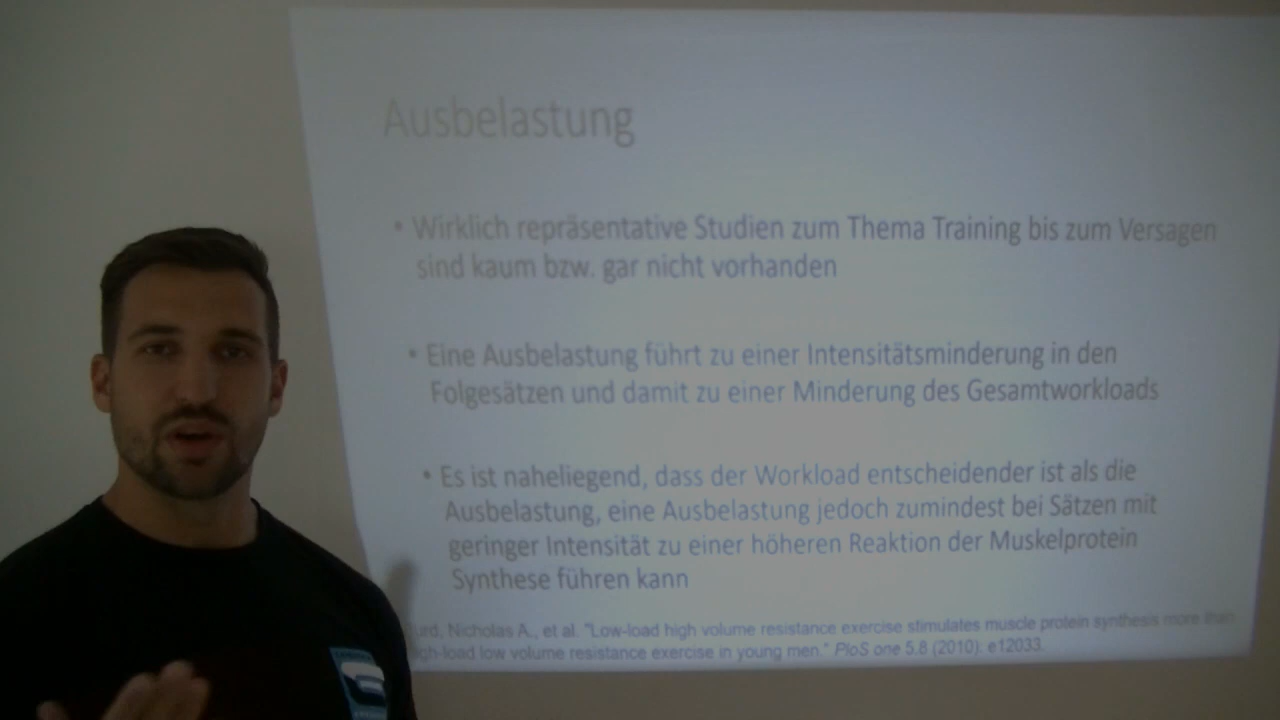 Ausbelastung
• Wirklich repräsentative Studien zum Thema Training bis zum Versagen
sind kaum bzw. gar nicht vorhanden
• Eine Ausbelastung führt zu einer Intensitätsminderung in den
Folgesätzen und damit zu einer Minderung des Gesamtworkloads
• Es ist naheliegend, dass der Workload entscheidender ist als die
Ausbelastung, eine Ausbelastung jedoch zumindest bei Sätzen mit
geringer Intensität zu einer höheren Reaktion der Muskelprotein
Synthese führen kann
urd, Nicholas A., et al. "Low-load high volume resistance exercise stimulates muscle protein synthesis more than
gh-load low volume resistance exercise in young men." PloS one 5.8 (2010): e12033.